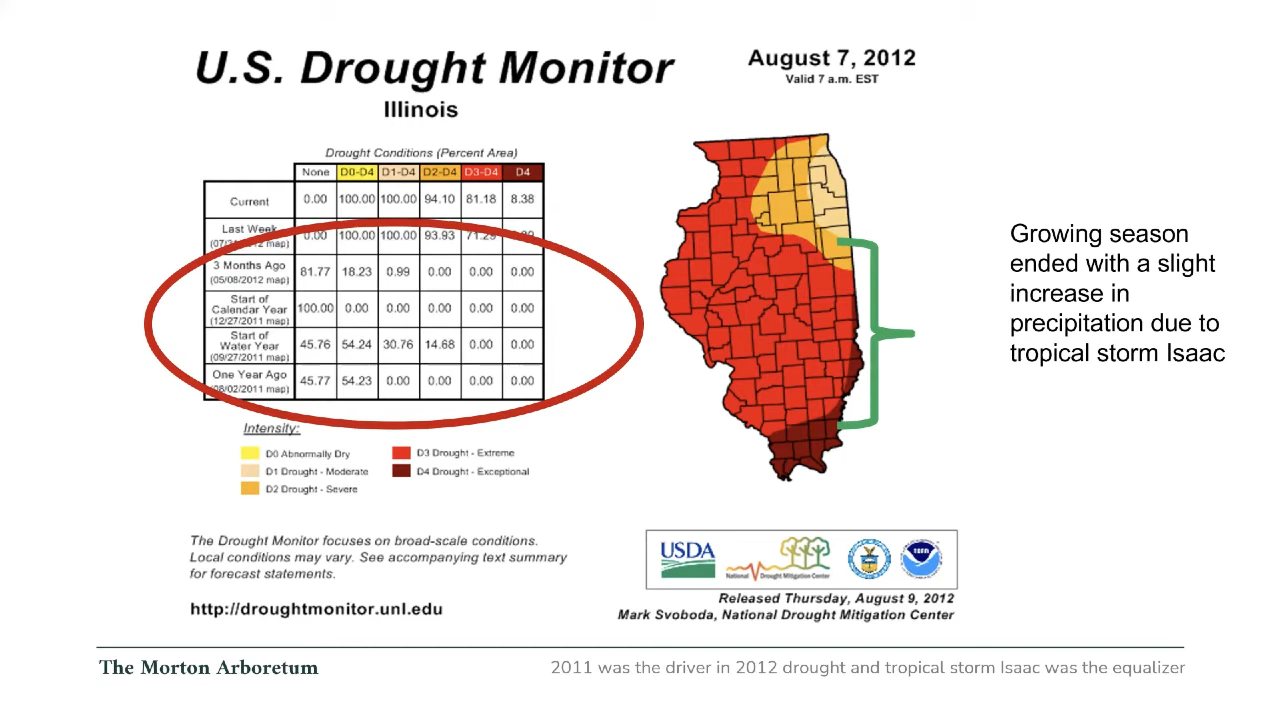 U.S. Drought Monitor
Illinois
August 7, 2012
Valid 7 a.m. EST
Drought Conditions (Percent Area)
None D0-D4 D1-D4 D2-D4 D3-D4 D4
Current 0.00 100.00 100.00 94.10 81.18 8.38
Last Week 0.00 100.00 100.00 93.93
map)
3 Months Ago 81.77 18.23 0.99 0.00 0.00 0.00
(05/08/2012 map)
Start of
Calendar Year 100.00 0.00 0.00 0.00 0.00 0.00
(12/27/2011 map)
Start of
Water Year 45.76 54.24 30.76 14.68 0.00 0.00
(09/27/2011 map)
One Year Ago 45.77 54.23 0.00 0.00 0.00 0.00
(08/02/2011 map)
Intensity:
D0 Abnormally Dry
D1 Drought - Moderate
D2 Drought - Severe
D3 Drought - Extreme
D4 Drought - Exceptional
Growing season
ended with a slight
increase in
precipitation due to
tropical storm Isaac
The Drought Monitor focuses on broad-scale conditions.
Local conditions may vary. See accompanying text summary
for forecast statements.
http://droughtmonitor.unl.edu
USDA
National Drought Mitigation Center
Released Thursday, August 9, 2012
Mark Svoboda, National Drought Mitigation Center
The Morton Arboretum
2011 was the driver in 2012 drought and tropical storm Isaac was the equalizer